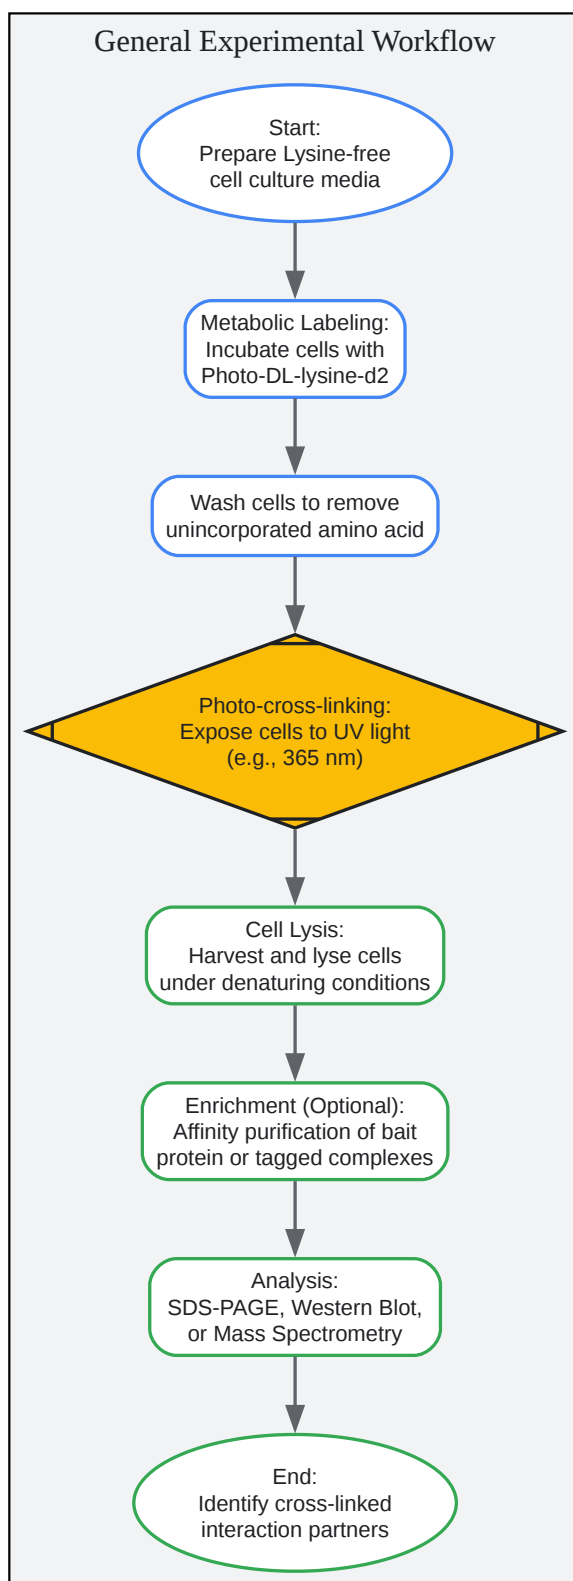 General Experimental Workflow
Start:
Prepare Lysine-free
cell culture media
Metabolic Labeling:
Incubate cells with
Photo-DL-lysine-d2
Wash cells to remove
unincorporated amino acid
Photo-cross-linking:
Expose cells to UV light
(e.g., 365 nm)
Cell Lysis:
Harvest and lyse cells
under denaturing conditions
Enrichment (Optional):
Affinity purification of bait
protein or tagged complexes
Analysis:
SDS-PAGE, Western Blot,
or Mass Spectrometry
End:
Identify cross-linked
interaction partners